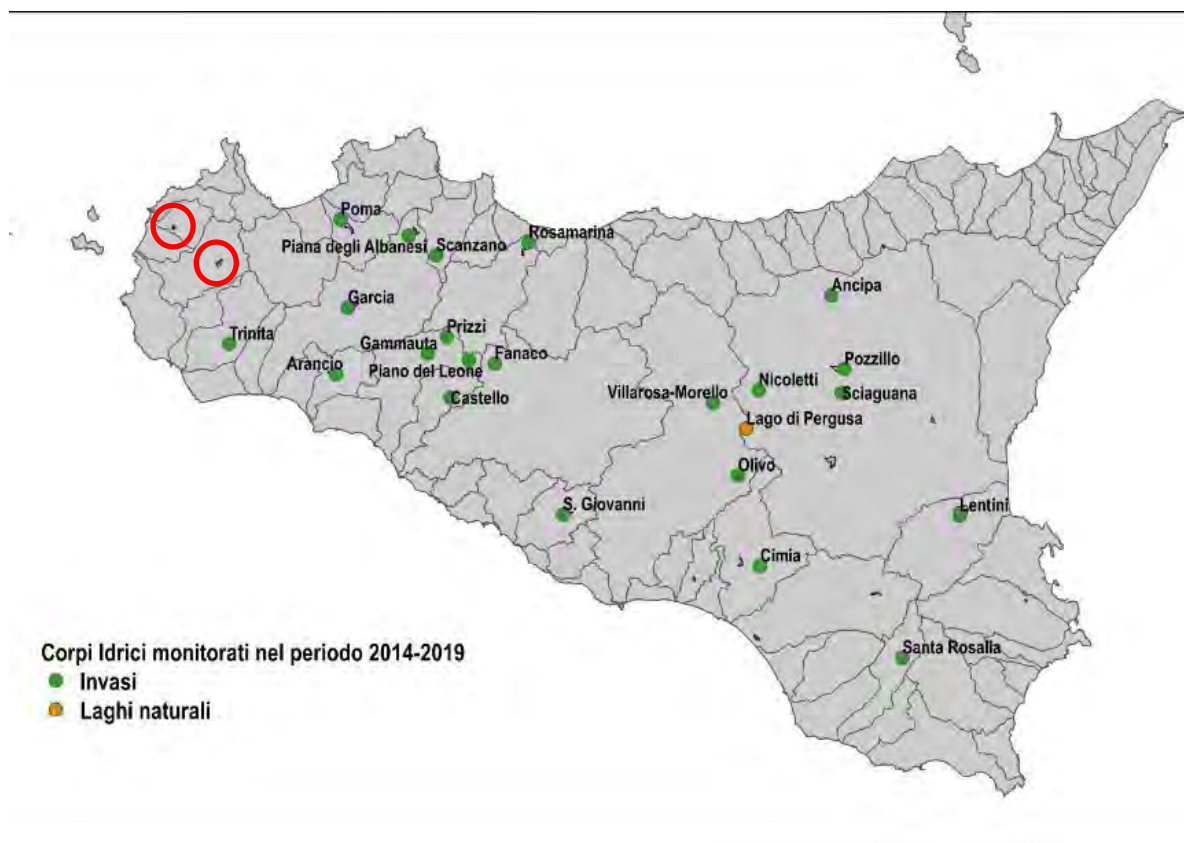 Poma
Piana degli Albanesi
Scanzano
Rosamarina
Ancipa
Garcia
Trinita
Prizzi
Gammauta
Fanaco
Arancio
Piano del Leone
Castello
Pozzillo
Nicoletti
Sciaguana
Villarosa-Morello
Lago di Pergusa
Olivo
S. Giovanni
Lentini
Cimia
Santa Rosalia
Corpi Idrici monitorati nel periodo 2014-2019
Invasi
Laghi naturali